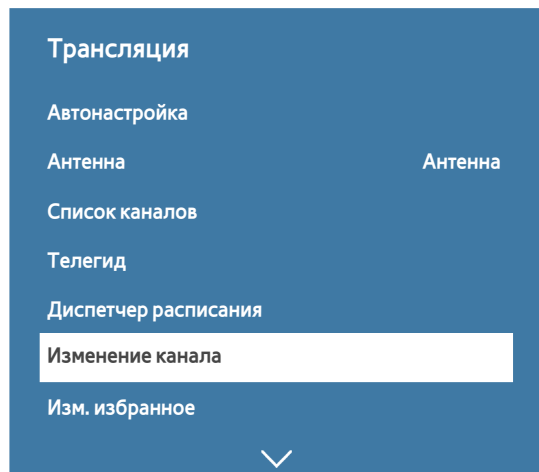 Трансляция
Автонастройка
Антенна Антенна
Список каналов
Телегид
Диспетчер расписания
Изменение канала
Изм. избранное